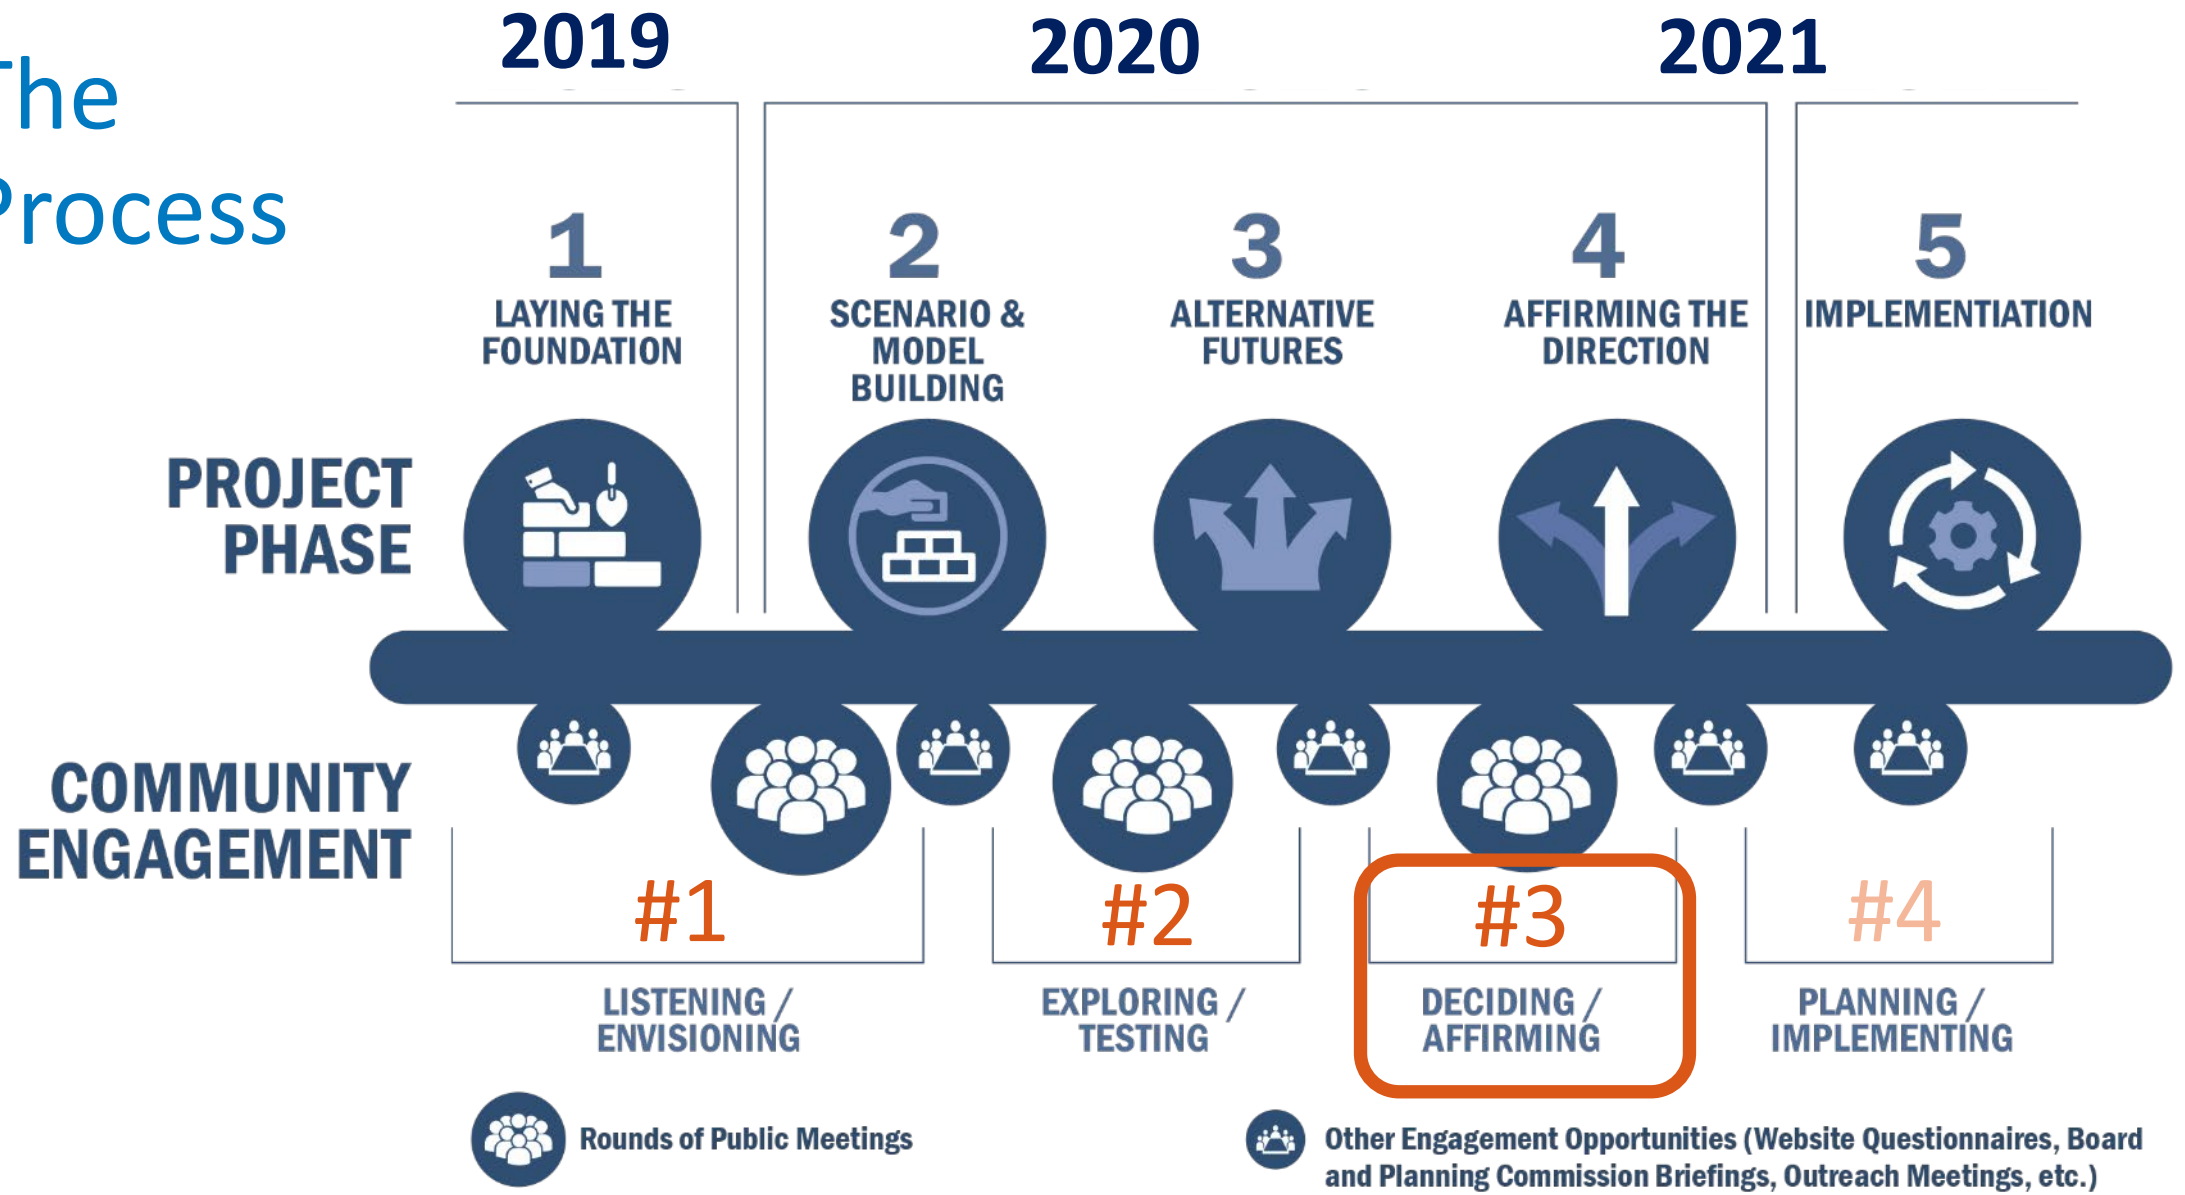 The
Process
2019
2020
2021
1
LAYING THE
FOUNDATION
2
SCENARIO &
MODEL
BUILDING
3
ALTERNATIVE
FUTURES
4
AFFIRMING THE
DIRECTION
5
IMPLEMENTIATION
PROJECT
PHASE
COMMUNITY
ENGAGEMENT
#1
LISTENING /
ENVISIONING
#2
EXPLORING /
TESTING
#3
DECIDING /
AFFIRMING
#4
PLANNING /
IMPLEMENTING
Rounds of Public Meetings
Other Engagement Opportunities (Website Questionnaires, Board
and Planning Commission Briefings, Outreach Meetings, etc.)